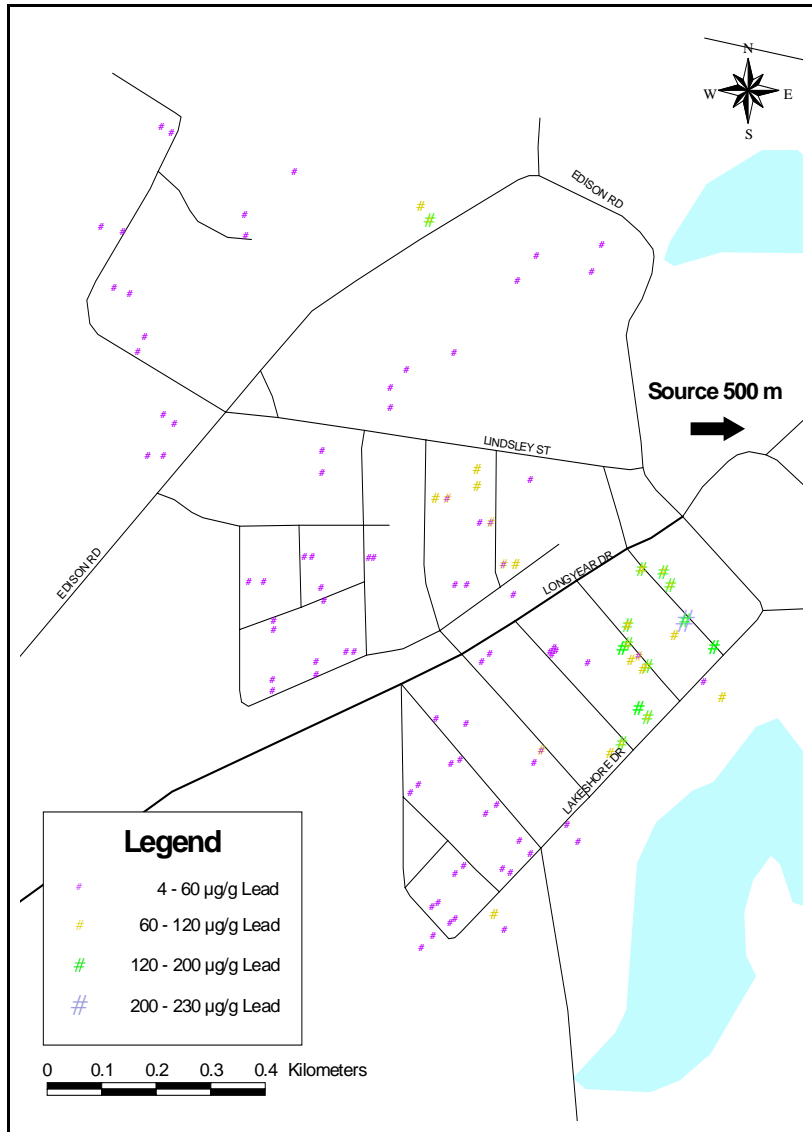 N
W E
S
EDISON RD
Source 500 m
LINDSLEY ST
EDISON RD
LONGYEAR DR
LAKESHORE DR
Legend
# 4 - 60 µg/g Lead
# 60 - 120 µg/g Lead
# 120 - 200 µg/g Lead
# 200 - 230 µg/g Lead
0 0.1 0.2 0.3 0.4 Kilometers